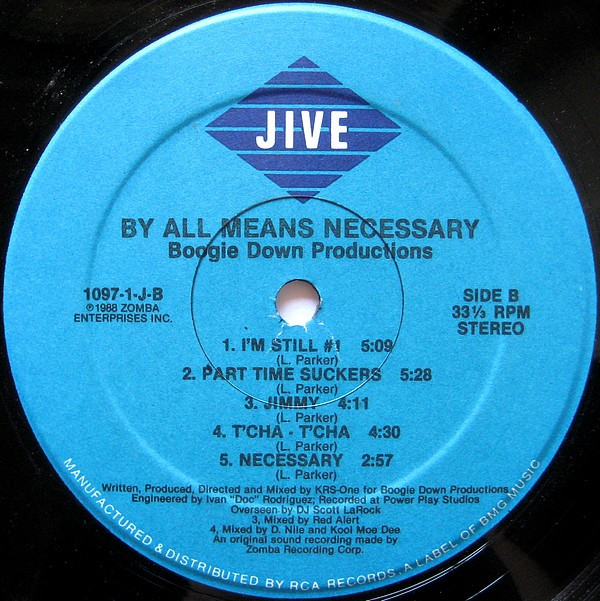 JIVE
BY ALL MEANS NECESSARY
Boogie Down Productions
1097-1-J-B
℗1988 ZOMBA
ENTERPRISES INC.
SIDE B
33⅓ RPM
STEREO
1. I'M STILL #1 5:09
(L. Parker)
2. PART TIME SUCKERS 5:28
(L. Parker)
3. JIMMY 4:11
(L. Parker)
4. T'CHA - T'CHA 4:30
(L. Parker)
5. NECESSARY 2:57
(L. Parker)
Written, Produced, Directed and Mixed by KRS-One for Boogie Down Productions
Engineered by Ivan "Doc" Rodriguez; Recorded at Power Play Studios
Overseen by DJ Scott LaRock
3, Mixed by Red Alert
4, Mixed by D. Nile and Kool Moe Dee
An original sound recording made by
Zomba Recording Corp.
MANUFACTURED & DISTRIBUTED BY RCA RECORDS. A LABEL OF BMG MUSIC